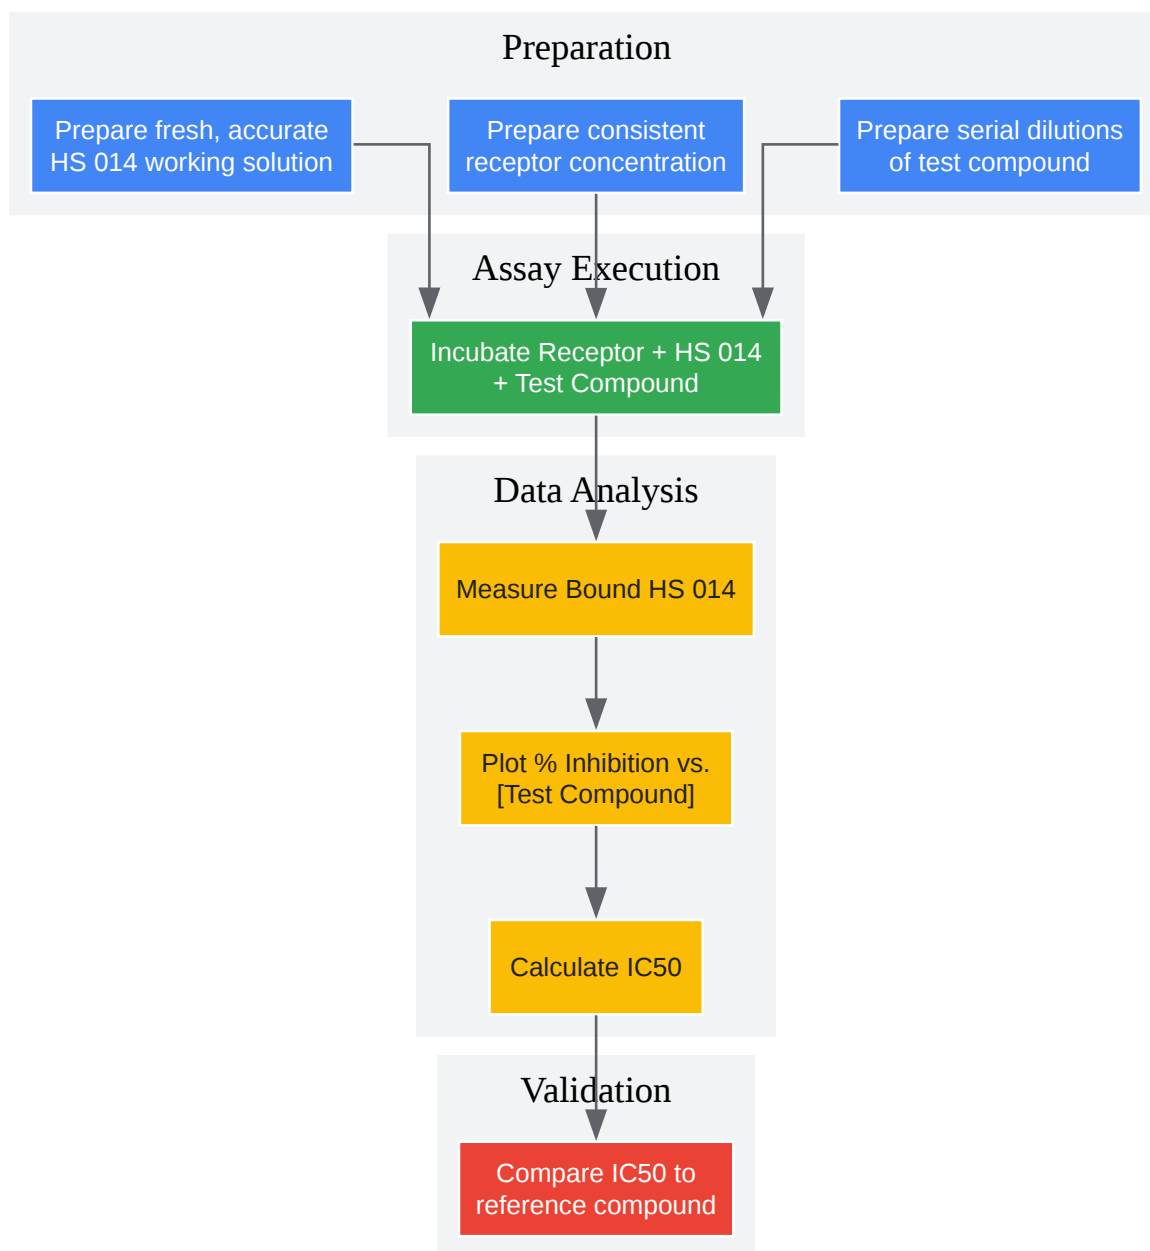 Preparation
Prepare fresh, accurate
HS 014 working solution
Prepare consistent
receptor concentration
Prepare serial dilutions
of test compound
Assay Execution
Incubate Receptor + HS 014
+ Test Compound
Data Analysis
Measure Bound HS 014
Plot % Inhibition vs.
[Test Compound]
Calculate IC50
Validation
Compare IC50 to
reference compound